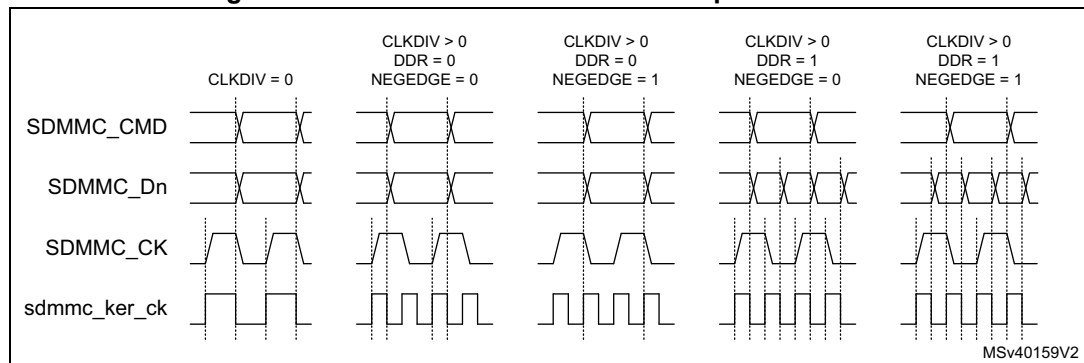 CLKDIV = 0
CLKDIV > 0
DDR = 0
NEGEDGE = 0
CLKDIV > 0
DDR = 0
NEGEDGE = 1
CLKDIV > 0
DDR = 1
NEGEDGE = 0
CLKDIV > 0
DDR = 1
NEGEDGE = 1
SDMMC_CMD
SDMMC_Dn
SDMMC_CK
sdmmc_ker_ck
MSv40159V2